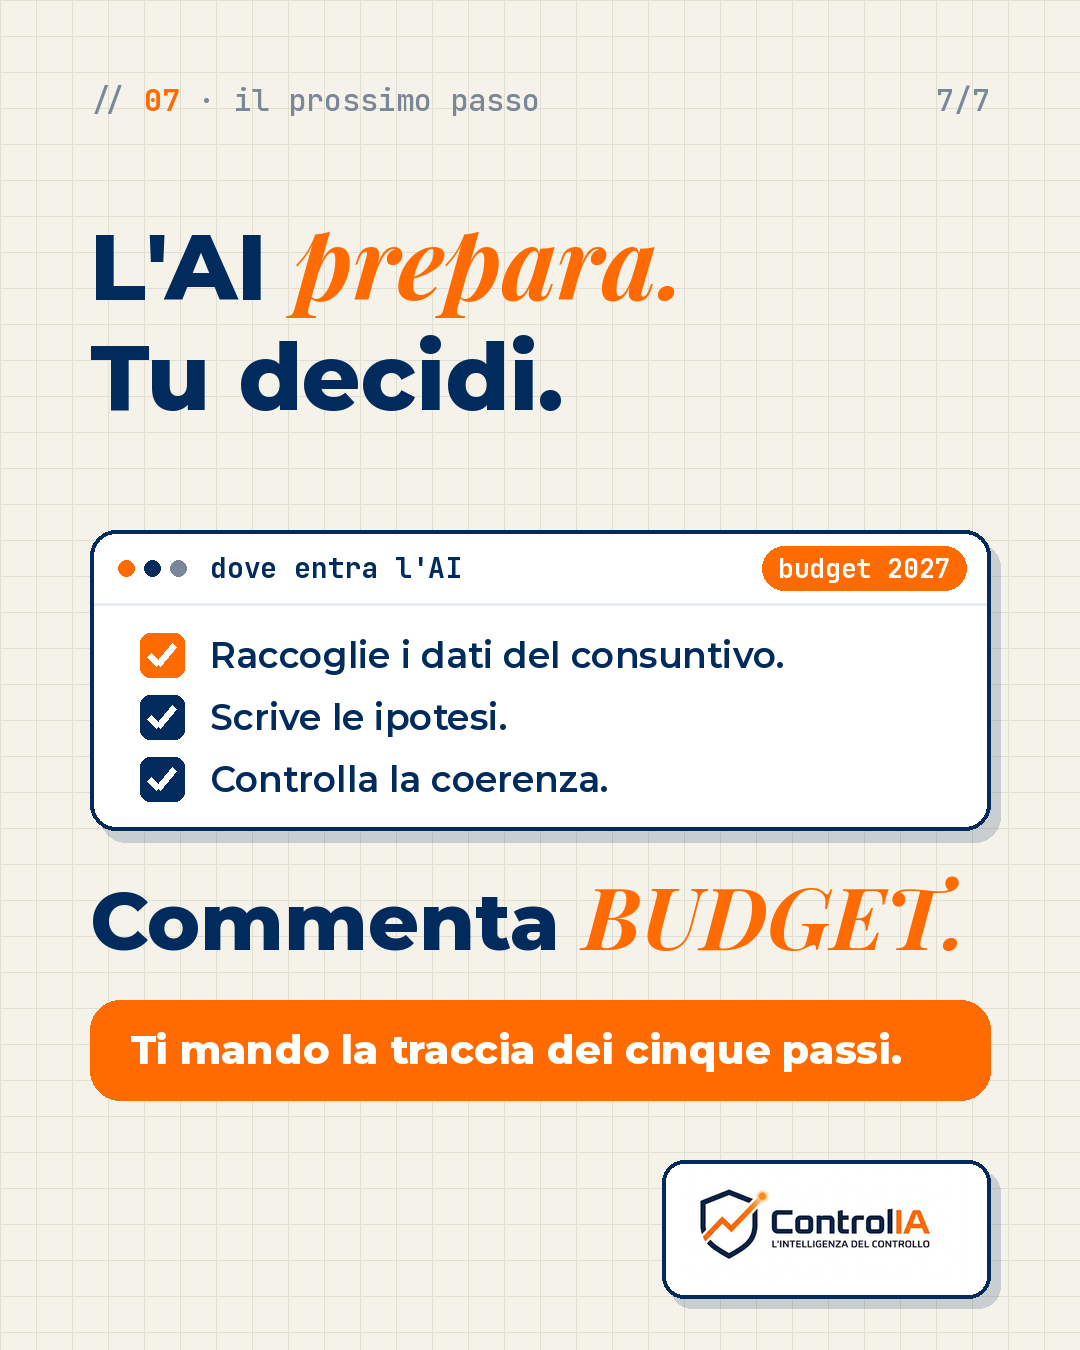 // 07 · il prossimo passo
7/7
L'AI prepara.
Tu decidi.
dove entra l'AI
budget 2027
Raccoglie i dati del consuntivo.
Scrive le ipotesi.
Controlla la coerenza.
Commenta BUDGET.
Ti mando la traccia dei cinque passi.
ControlIA
L'INTELLIGENZA DEL CONTROLLO